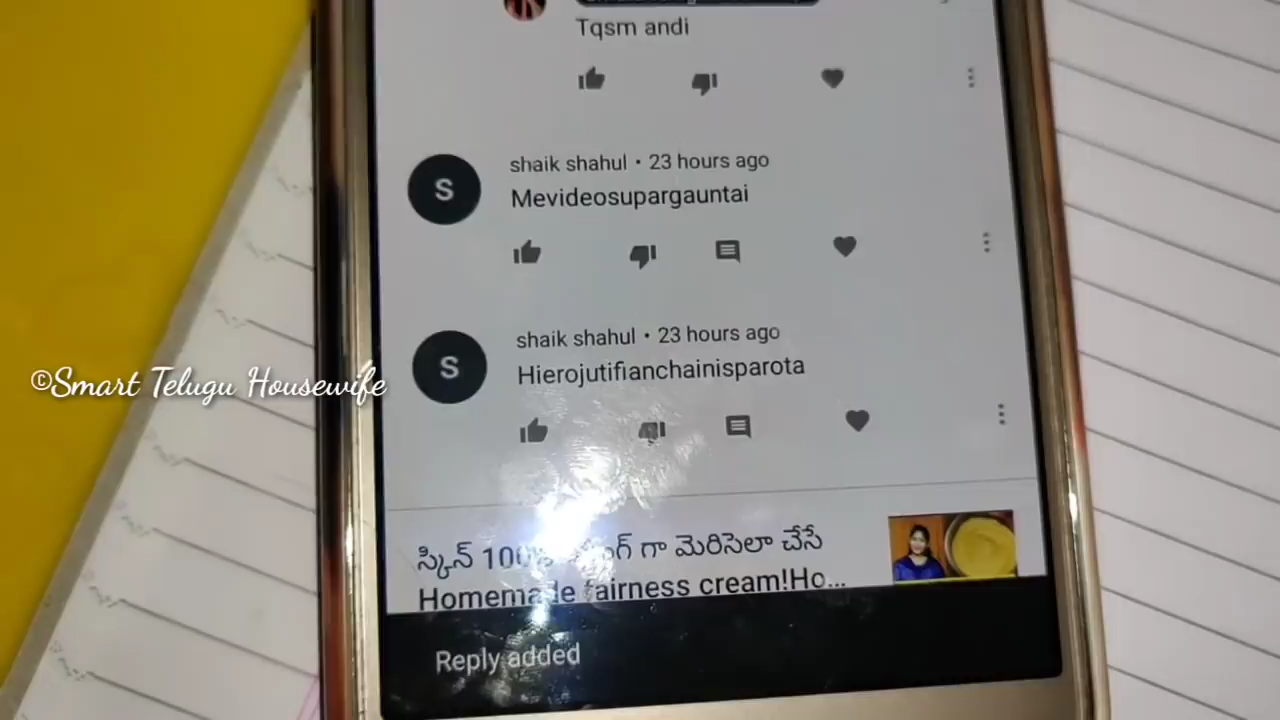 Tqsm andi
S
shaik shahul • 23 hours ago
Mevideosupargauntai
S
shaik shahul • 23 hours ago
Hierojutifianchainisparota
©Smart Telugu Housewife
స్కిన్ గా మెరిసెలా చేసే
Homemade fairness cream!Ho...
Reply added